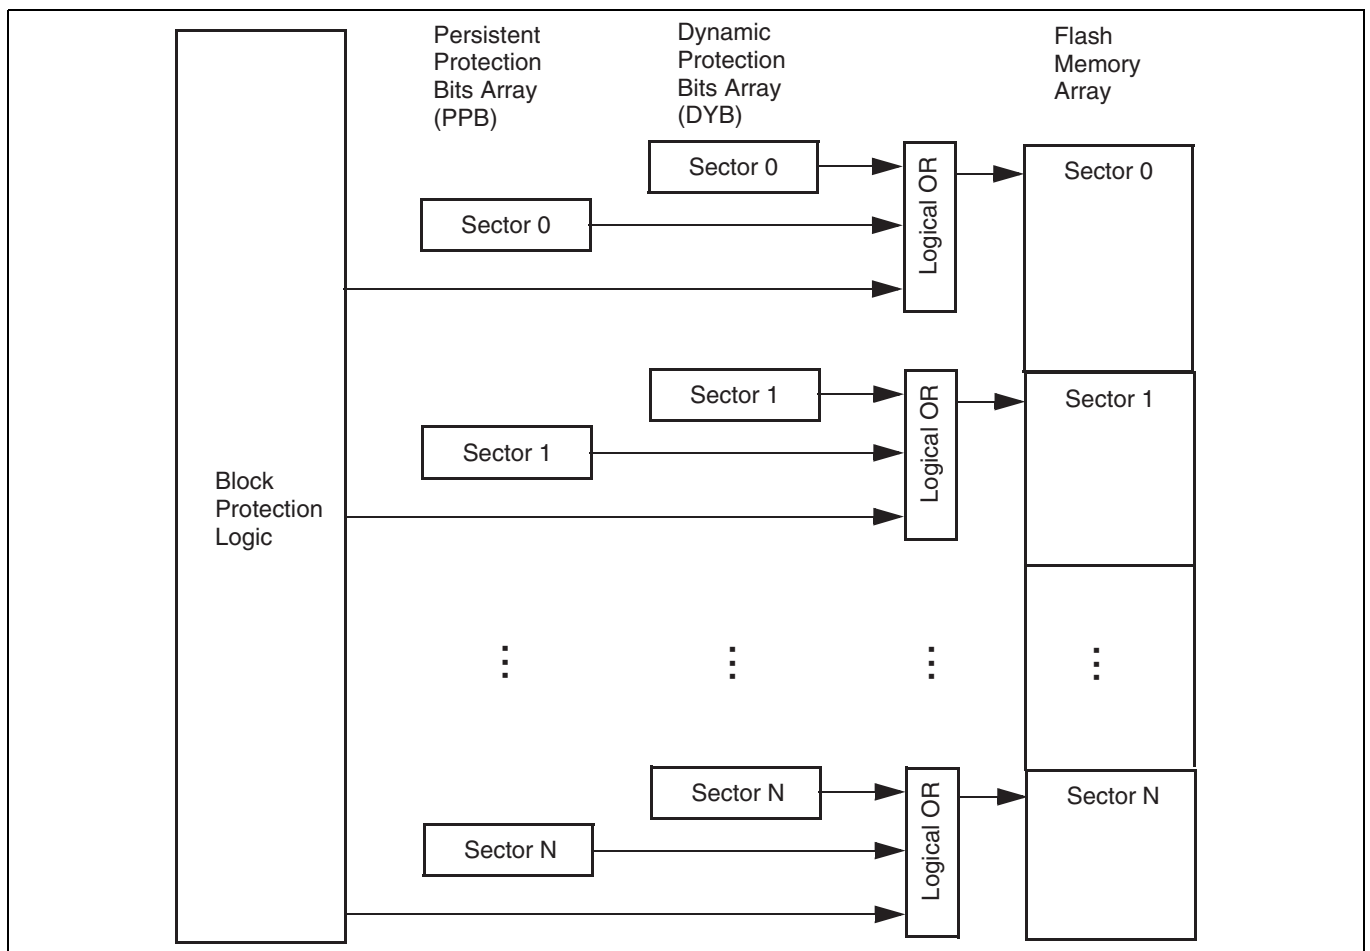 Persistent
Protection
Bits Array
(PPB)
Dynamic
Protection
Bits Array
(DYB)
Flash
Memory
Array
Block
Protection
Logic
Sector 0
Sector 0
Logical OR
Sector 0
Sector 1
Sector 1
Logical OR
Sector 1
Sector N
Sector N
Logical OR
Sector N